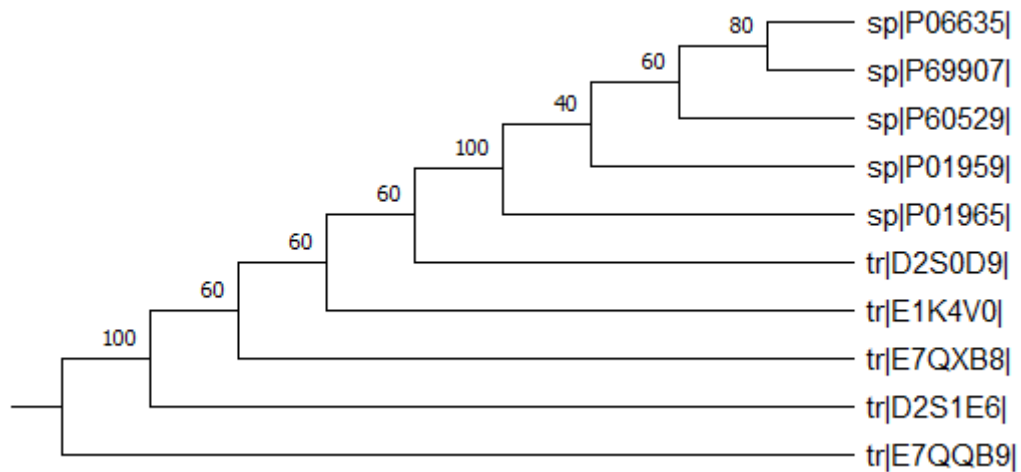 80
sp|P06635|
60
sp|P69907|
40
sp|P60529|
100
sp|P01959|
60
sp|P01965|
60
tr|D2S0D9|
60
tr|E1K4V0|
100
tr|E7QXB8|
tr|D2S1E6|
tr|E7QQB9|